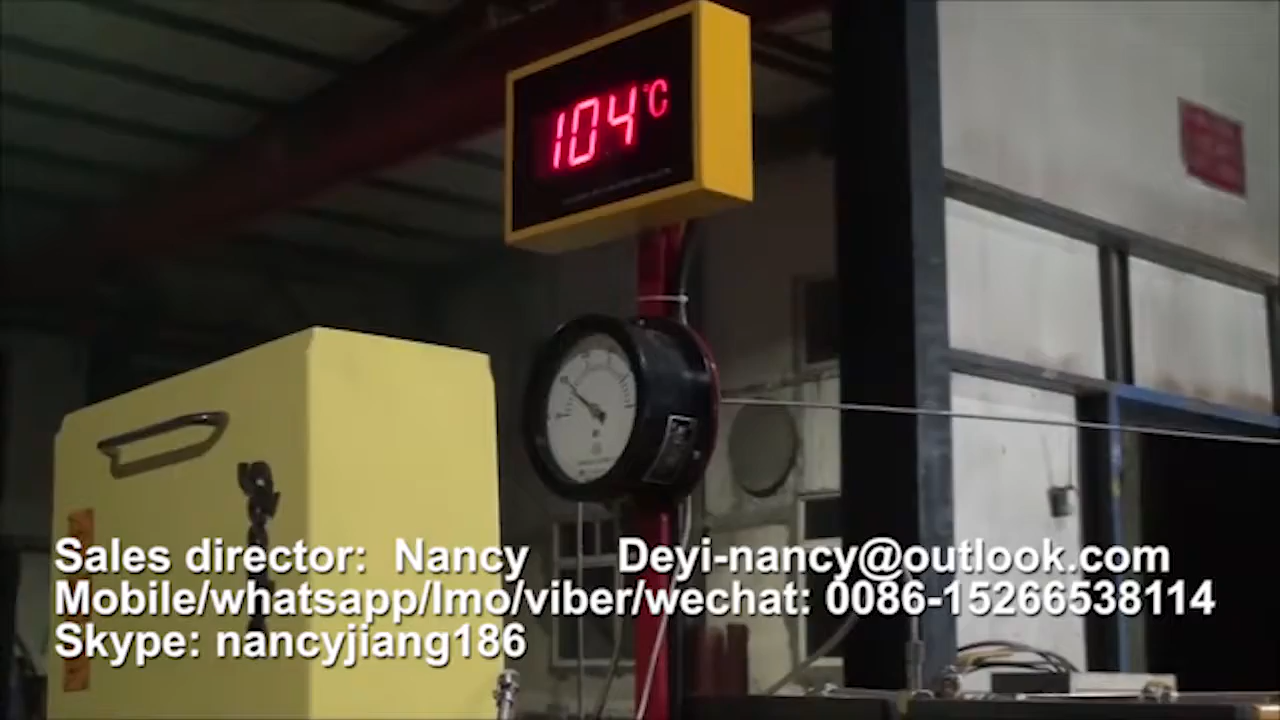 104°C
Sales director: Nancy Deyi-nancy@outlook.com
Mobile/whatsapp/Imo/viber/wechat: 0086-15266538114
Skype: nancyjiang186